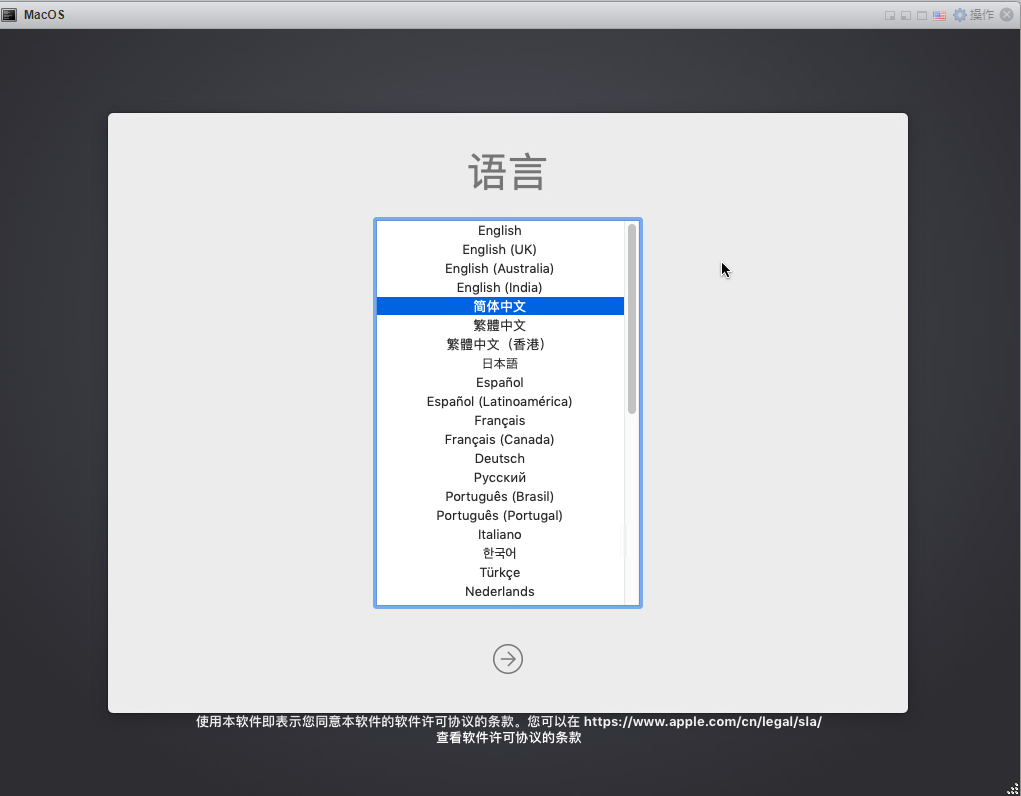 MacOS
操作
语言
English
English (UK)
English (Australia)
English (India)
简体中文
繁體中文
繁體中文（香港）
日本語
Español
Español (Latinoamérica)
Français
Français (Canada)
Deutsch
Русский
Português (Brasil)
Português (Portugal)
Italiano
한국어
Türkçe
Nederlands
使用本软件即表示您同意本软件的软件许可协议的条款。您可以在 https://www.apple.com/cn/legal/sla/
查看软件许可协议的条款